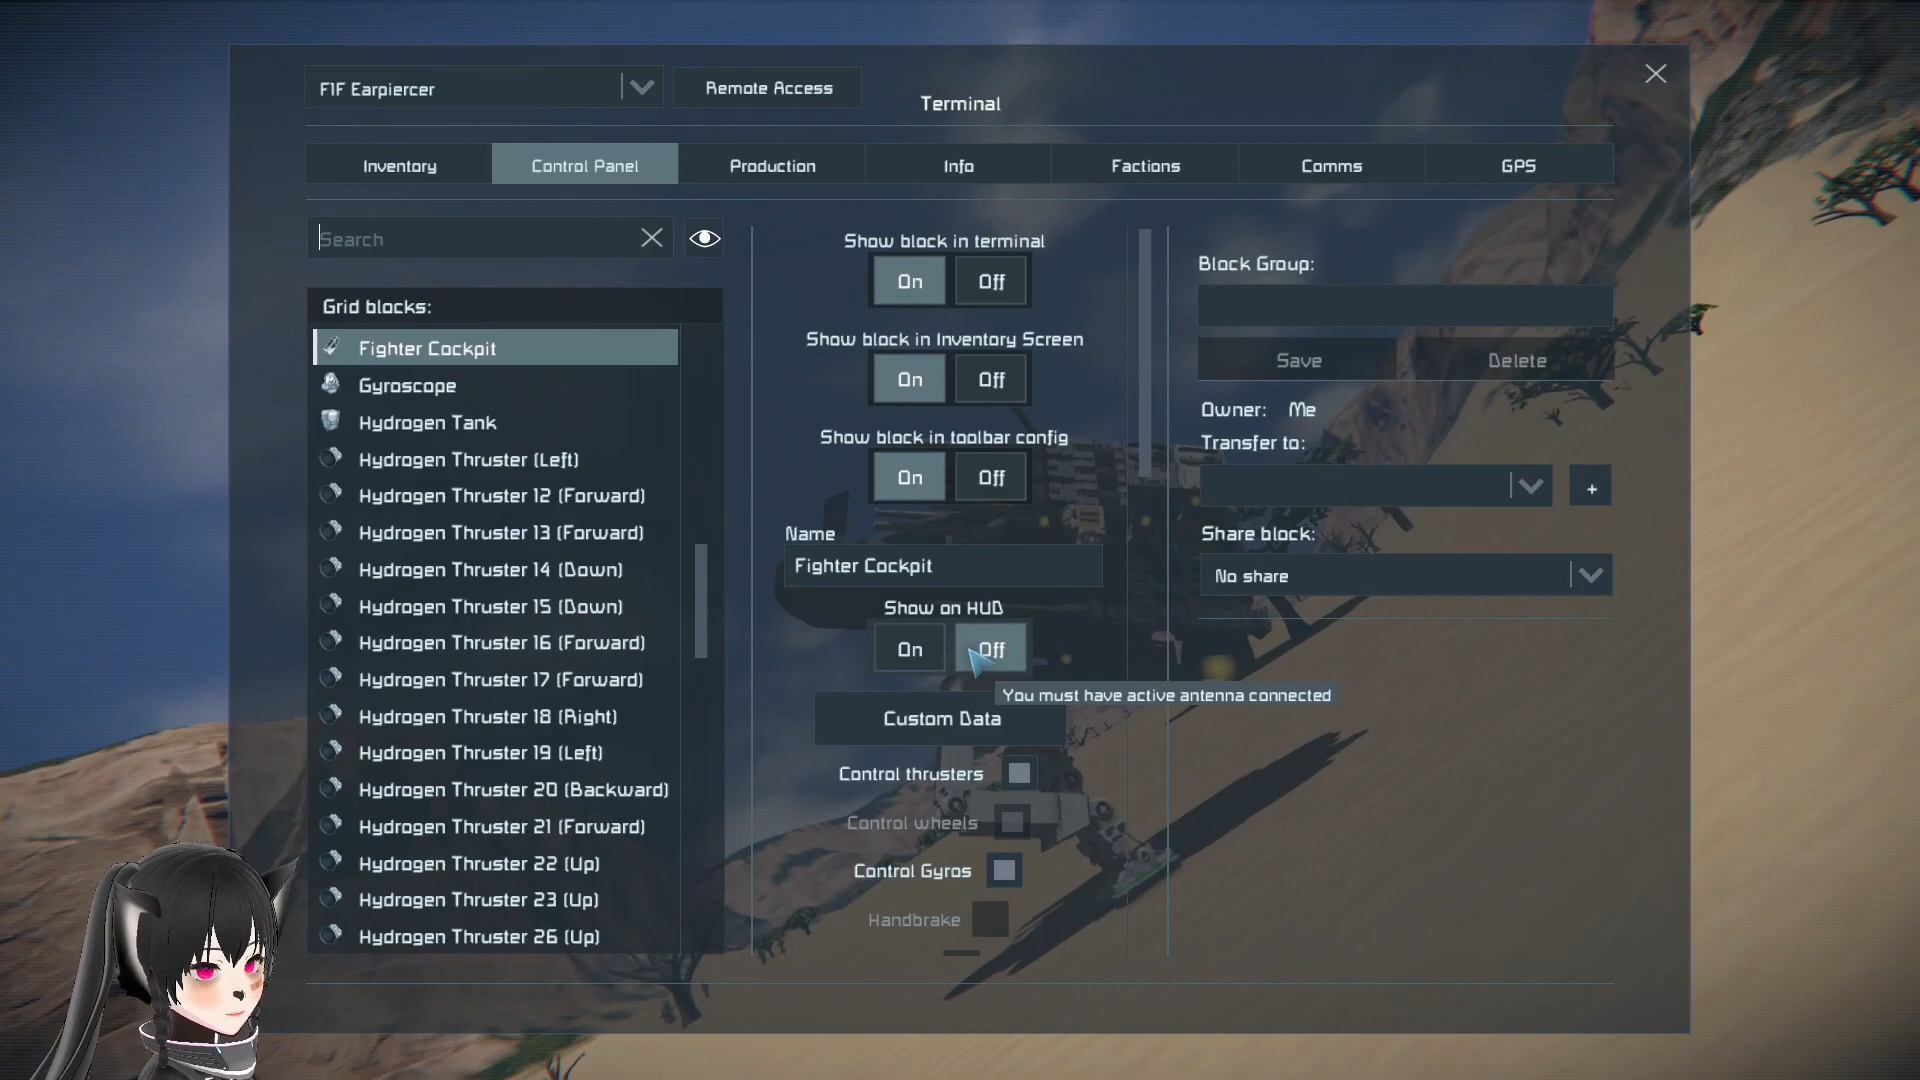 F1F Earpiercer
Remote Access
Terminal
Inventory
Control Panel
Production
Info
Factions
Comms
GPS
Search
Grid blocks:
Fighter Cockpit
Gyroscope
Hydrogen Tank
Hydrogen Thruster (Left)
Hydrogen Thruster 12 (Forward)
Hydrogen Thruster 13 (Forward)
Hydrogen Thruster 14 (Down)
Hydrogen Thruster 15 (Down)
Hydrogen Thruster 16 (Forward)
Hydrogen Thruster 17 (Forward)
Hydrogen Thruster 18 (Right)
Hydrogen Thruster 19 (Left)
Hydrogen Thruster 20 (Backward)
Hydrogen Thruster 21 (Forward)
Hydrogen Thruster 22 (Up)
Hydrogen Thruster 23 (Up)
Hydrogen Thruster 26 (Up)
Show block in terminal
On Off
Show block in Inventory Screen
On Off
Show block in toolbar config
On Off
Name
Fighter Cockpit
Show on HUD
On Off
You must have active antenna connected
Custom Data
Control thrusters
Control wheels
Control Gyros
Handbrake
Block Group:
Save Delete
Owner: Me
Transfer to:
+
Share block:
No share